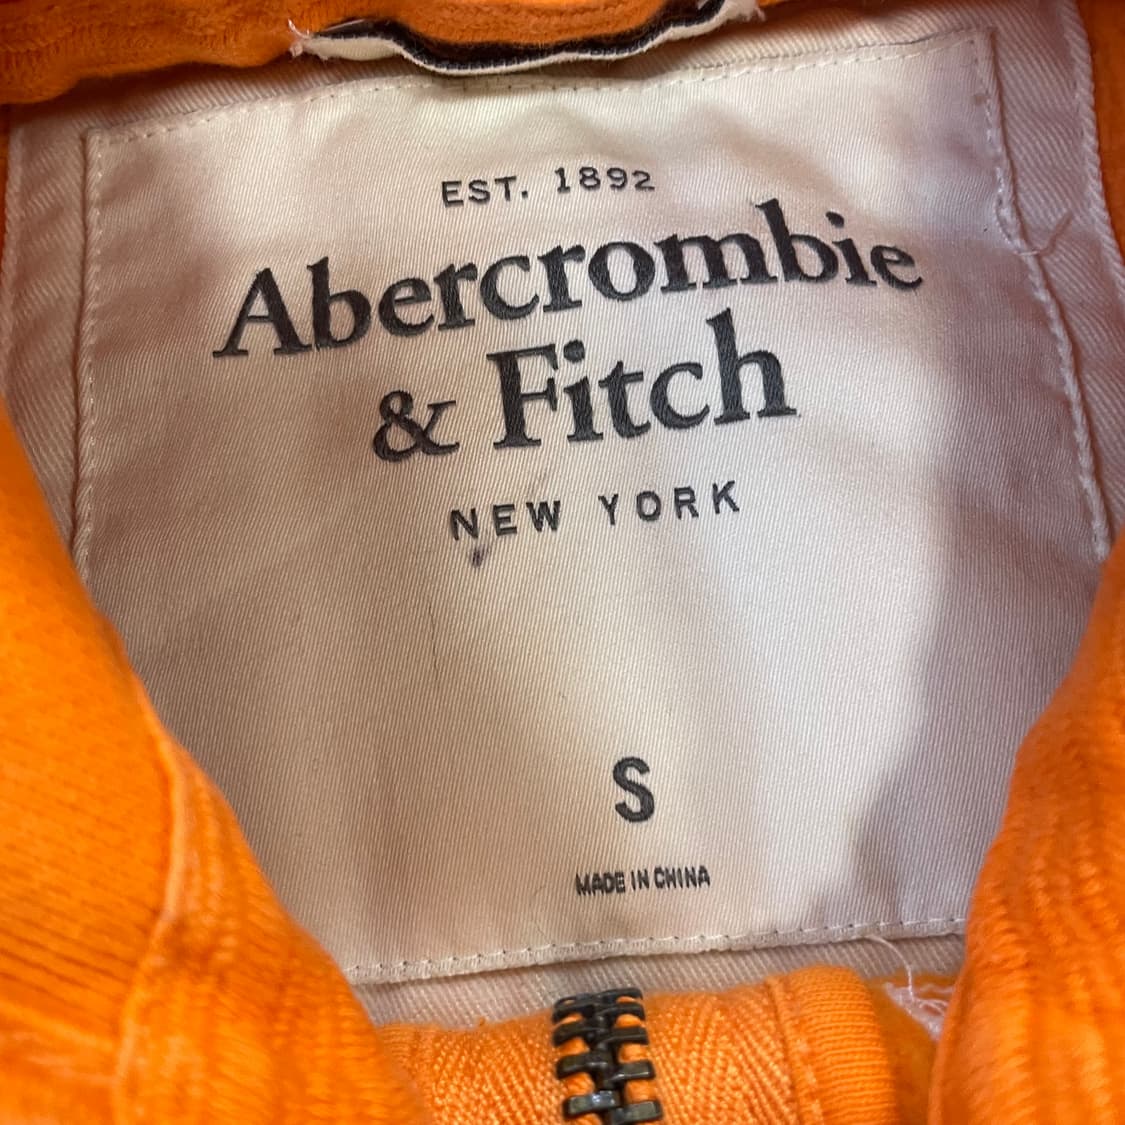 EST. 1892
Abercrombie
& Fitch
NEW YORK
S
MADE IN CHINA